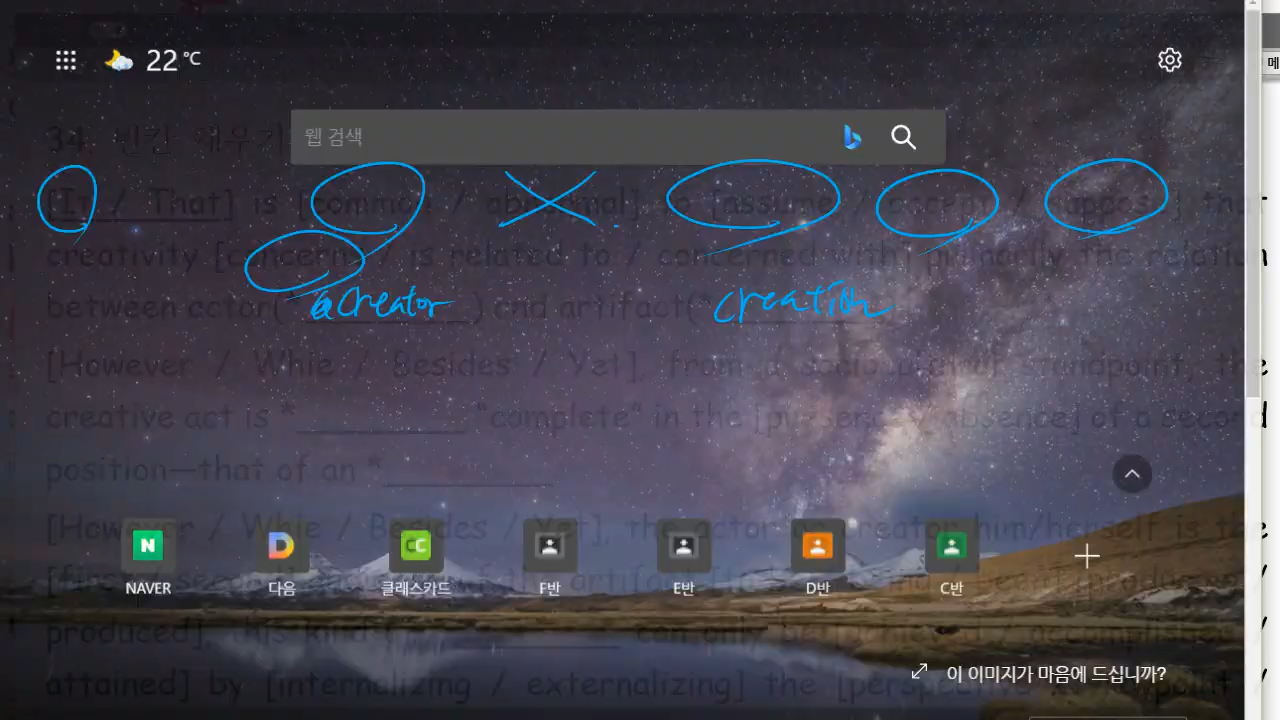 22 °C
웹 검색
메
34. 빈칸 채우기
[It / That] is [common / abnormal] to [assume / accept / suppose] that
creativity [concerns / is related to / concerned with] primarily the relation
between actor(* creator ) and artifact(* creation
[However / Whie / Besides / Yet], from a sociocultural standpoint, the
creative act is * "complete" in the [presence / absence] of a second
position—that of an *
[However / Whie / Besides / Yet], the actor or creator him/herself is the
NAVER
다음
클래스카드
F반
E반
D반
C반
produced], this kind can only be [achieved / accomplished /
attained] by [internalizing / externalizing] the [perspective / viewpoint /
이 이미지가 마음에 드십니까?